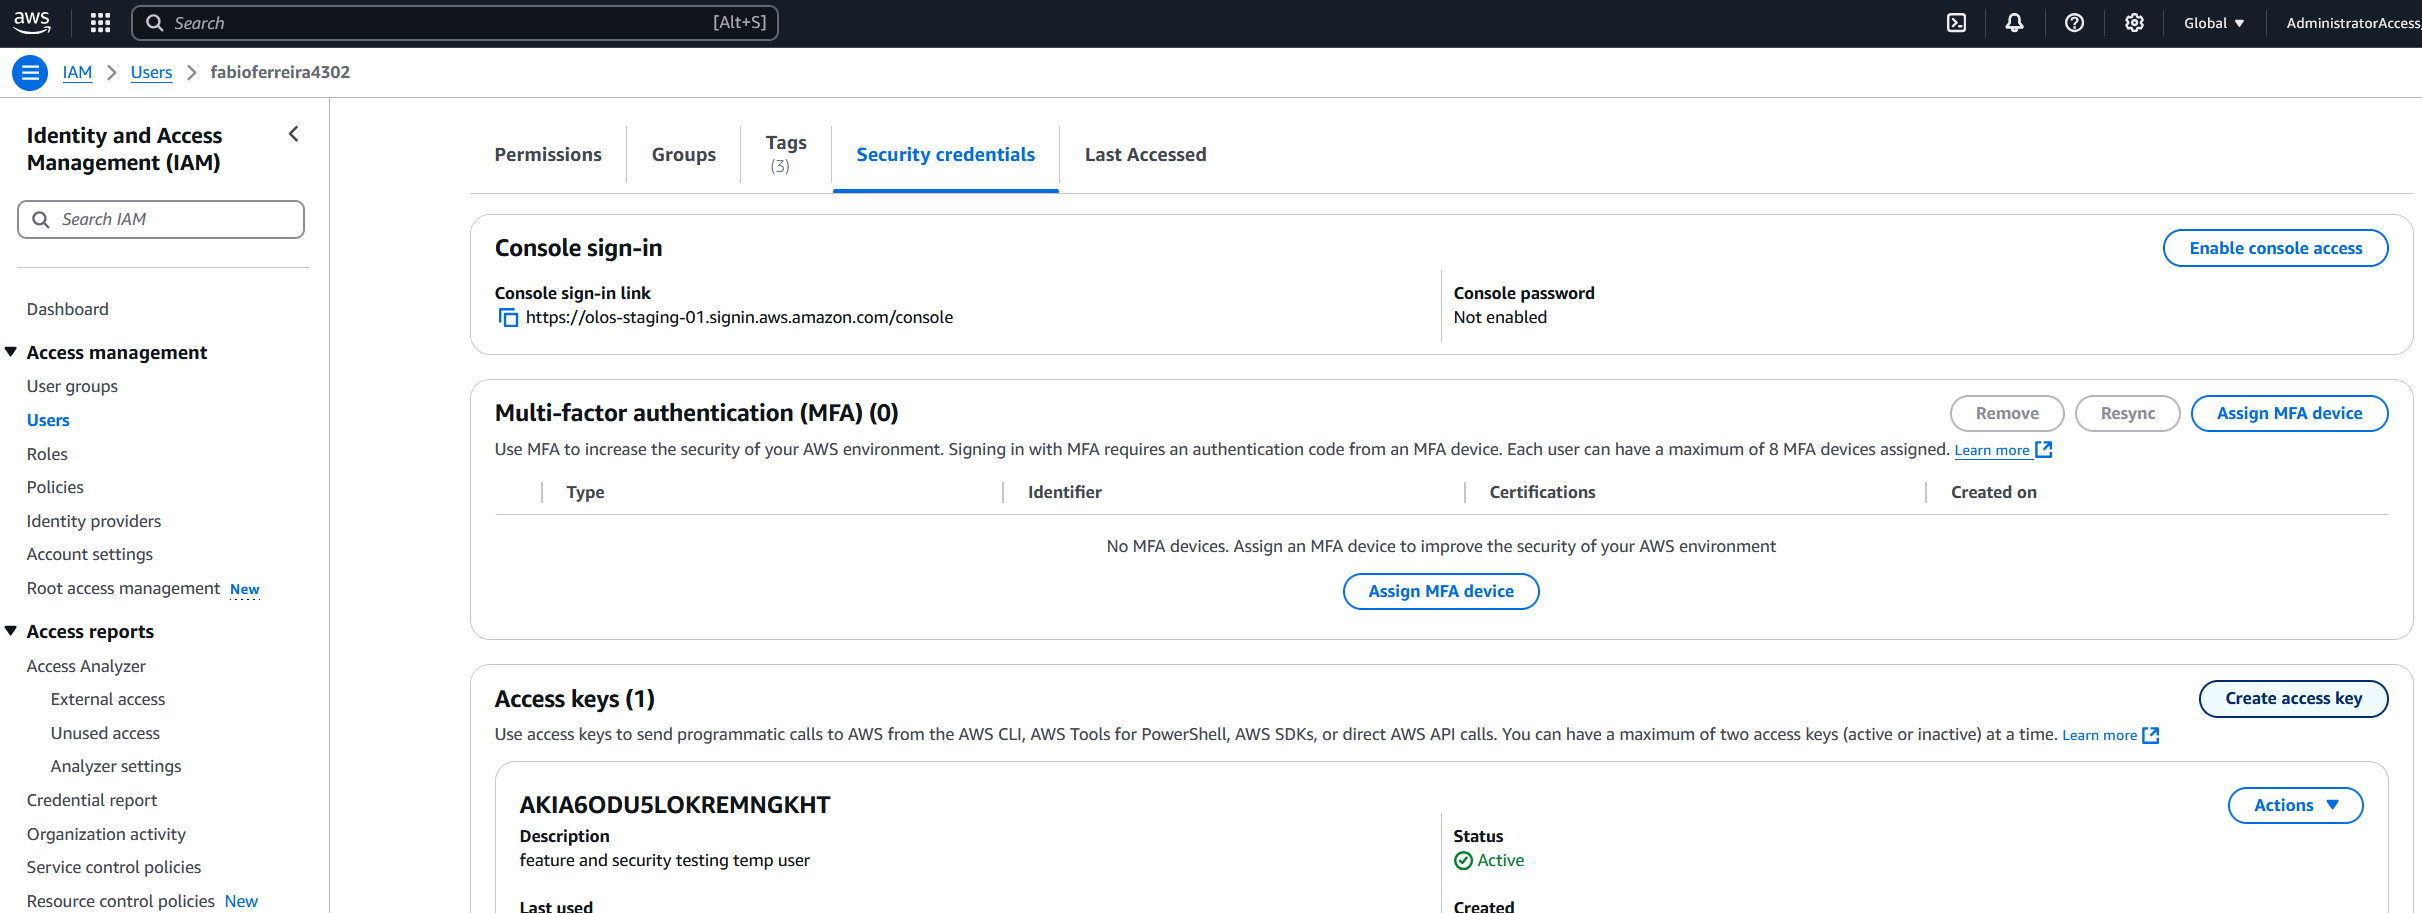 aws
Search [Alt+S]
Global
AdministratorAccess
IAM > Users > fabioferreira4302
Identity and Access
Management (IAM)
Search IAM
Dashboard
Access management
User groups
Users
Roles
Policies
Identity providers
Account settings
Root access management New
Access reports
Access Analyzer
External access
Unused access
Analyzer settings
Credential report
Organization activity
Service control policies
Resource control policies New
Permissions
Groups
Tags
(3)
Security credentials
Last Accessed
Console sign-in
Enable console access
Console sign-in link
https://olos-staging-01.signin.aws.amazon.com/console
Console password
Not enabled
Multi-factor authentication (MFA) (0)
Remove
Resync
Assign MFA device
Use MFA to increase the security of your AWS environment. Signing in with MFA requires an authentication code from an MFA device. Each user can have a maximum of 8 MFA devices assigned. Learn more
Type
Identifier
Certifications
Created on
No MFA devices. Assign an MFA device to improve the security of your AWS environment
Assign MFA device
Access keys (1)
Create access key
Use access keys to send programmatic calls to AWS from the AWS CLI, AWS Tools for PowerShell, AWS SDKs, or direct AWS API calls. You can have a maximum of two access keys (active or inactive) at a time. Learn more
AKIA6ODU5LOKREMNGKHT
Actions
Description
feature and security testing temp user
Status
Active
Last used
Created